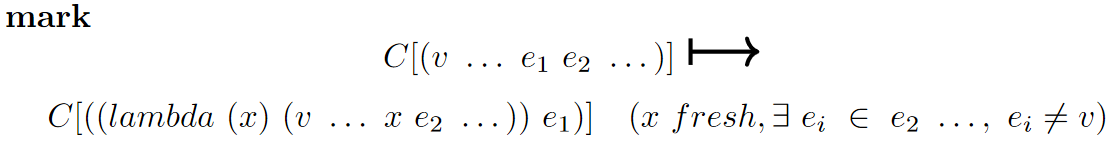 mark
C[(v … e₁ e₂ …)] ⟼
C[((lambda (x) (v … x e₂ …)) e₁)] (x fresh, ∃ eᵢ ∈ e₂ …, eᵢ ≠ v)